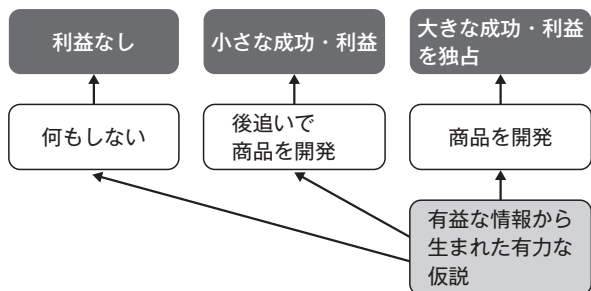 利益なし
小さな成功・利益
大きな成功・利益
を独占
何もしない
後追いで
商品を開発
商品を開発
有益な情報から
生まれた有力な
仮説